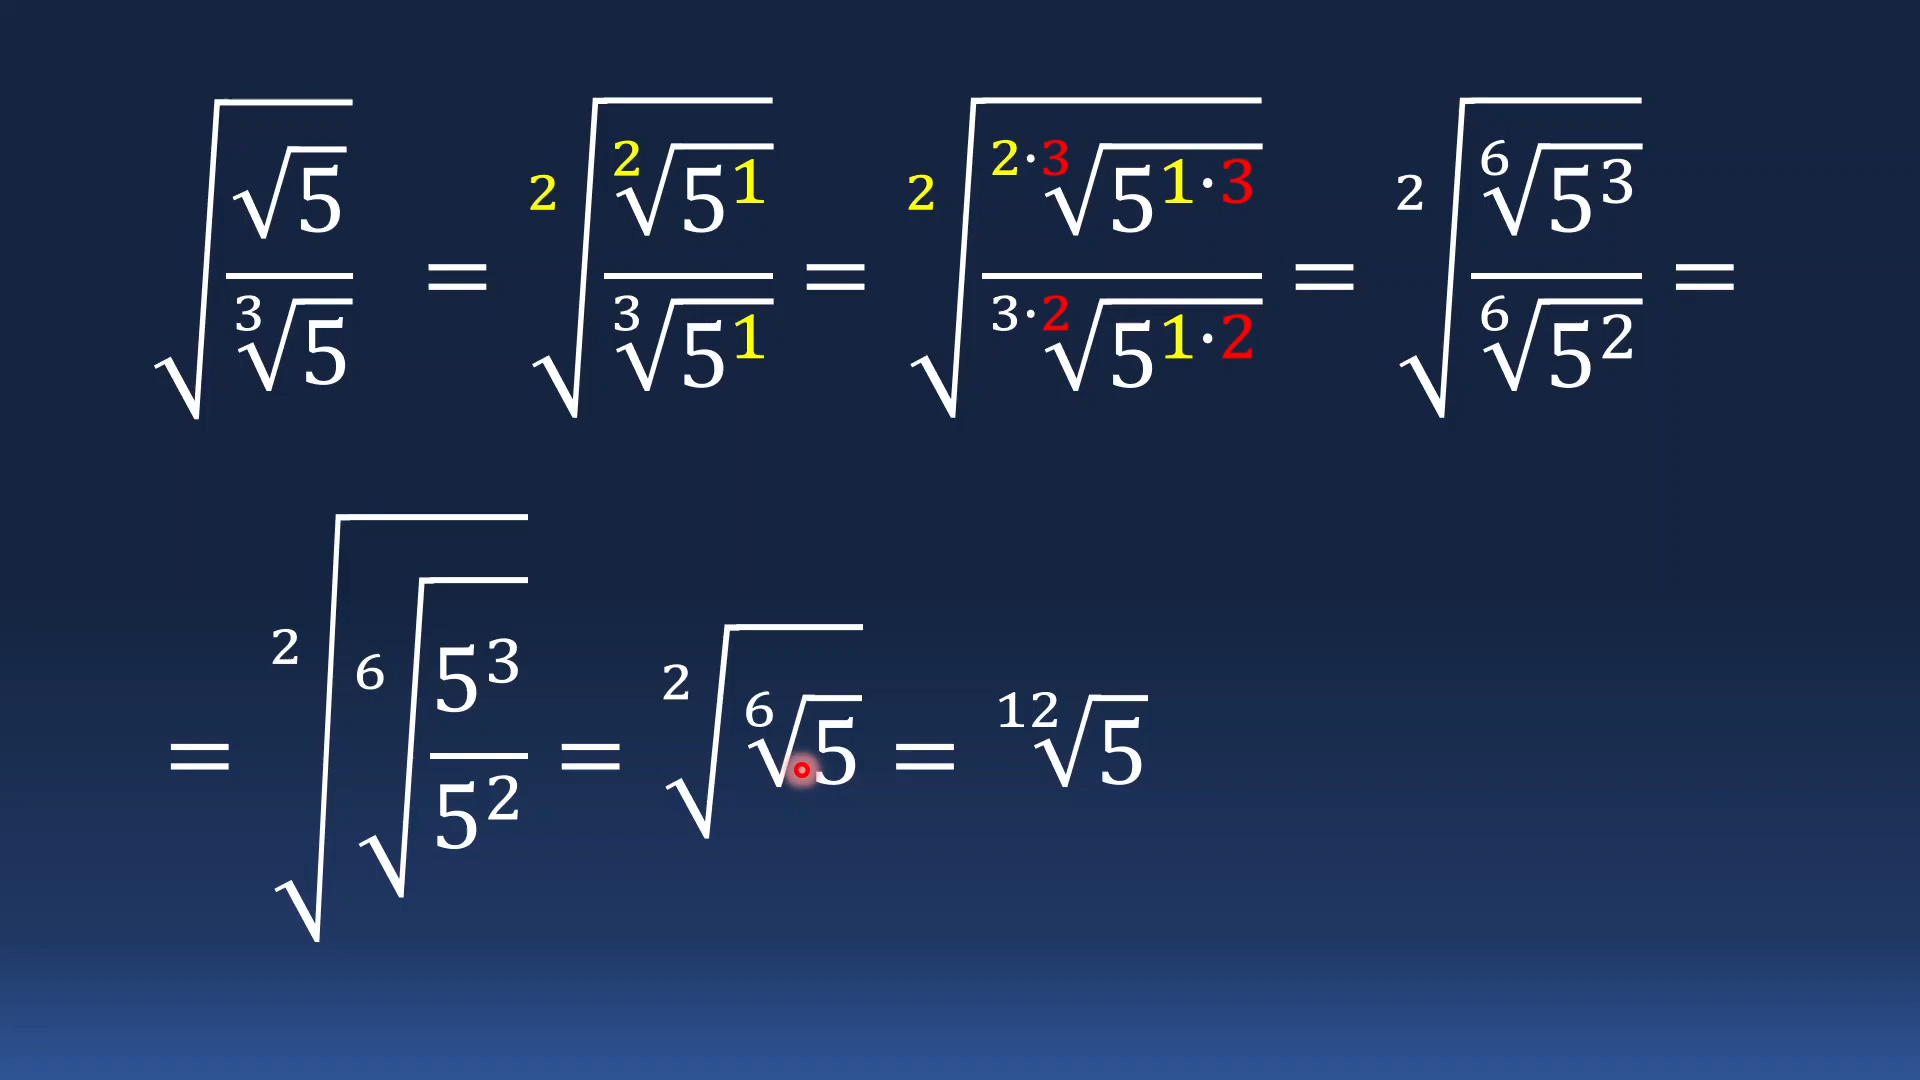 √(√5 / ³√5) = ²√(²√5¹ / ³√5¹) = ²√(²·³√5¹·³ / ³·²√5¹·²) = ²√(⁶√5³ / ⁶√5²) =
= ²√(⁶√(5³ / 5²)) = ²√(⁶√5) = ¹²√5